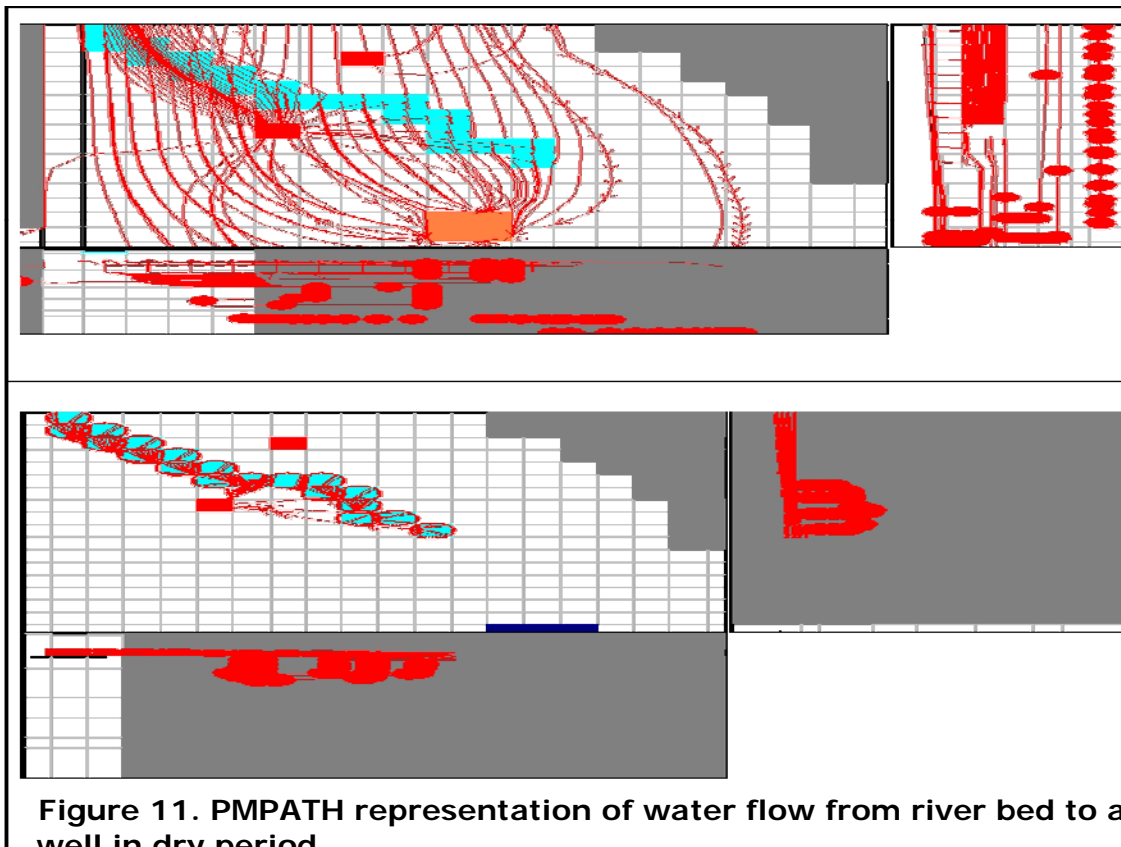 Figure 11. PMPATH representation of water flow from river bed to a
well in dry period